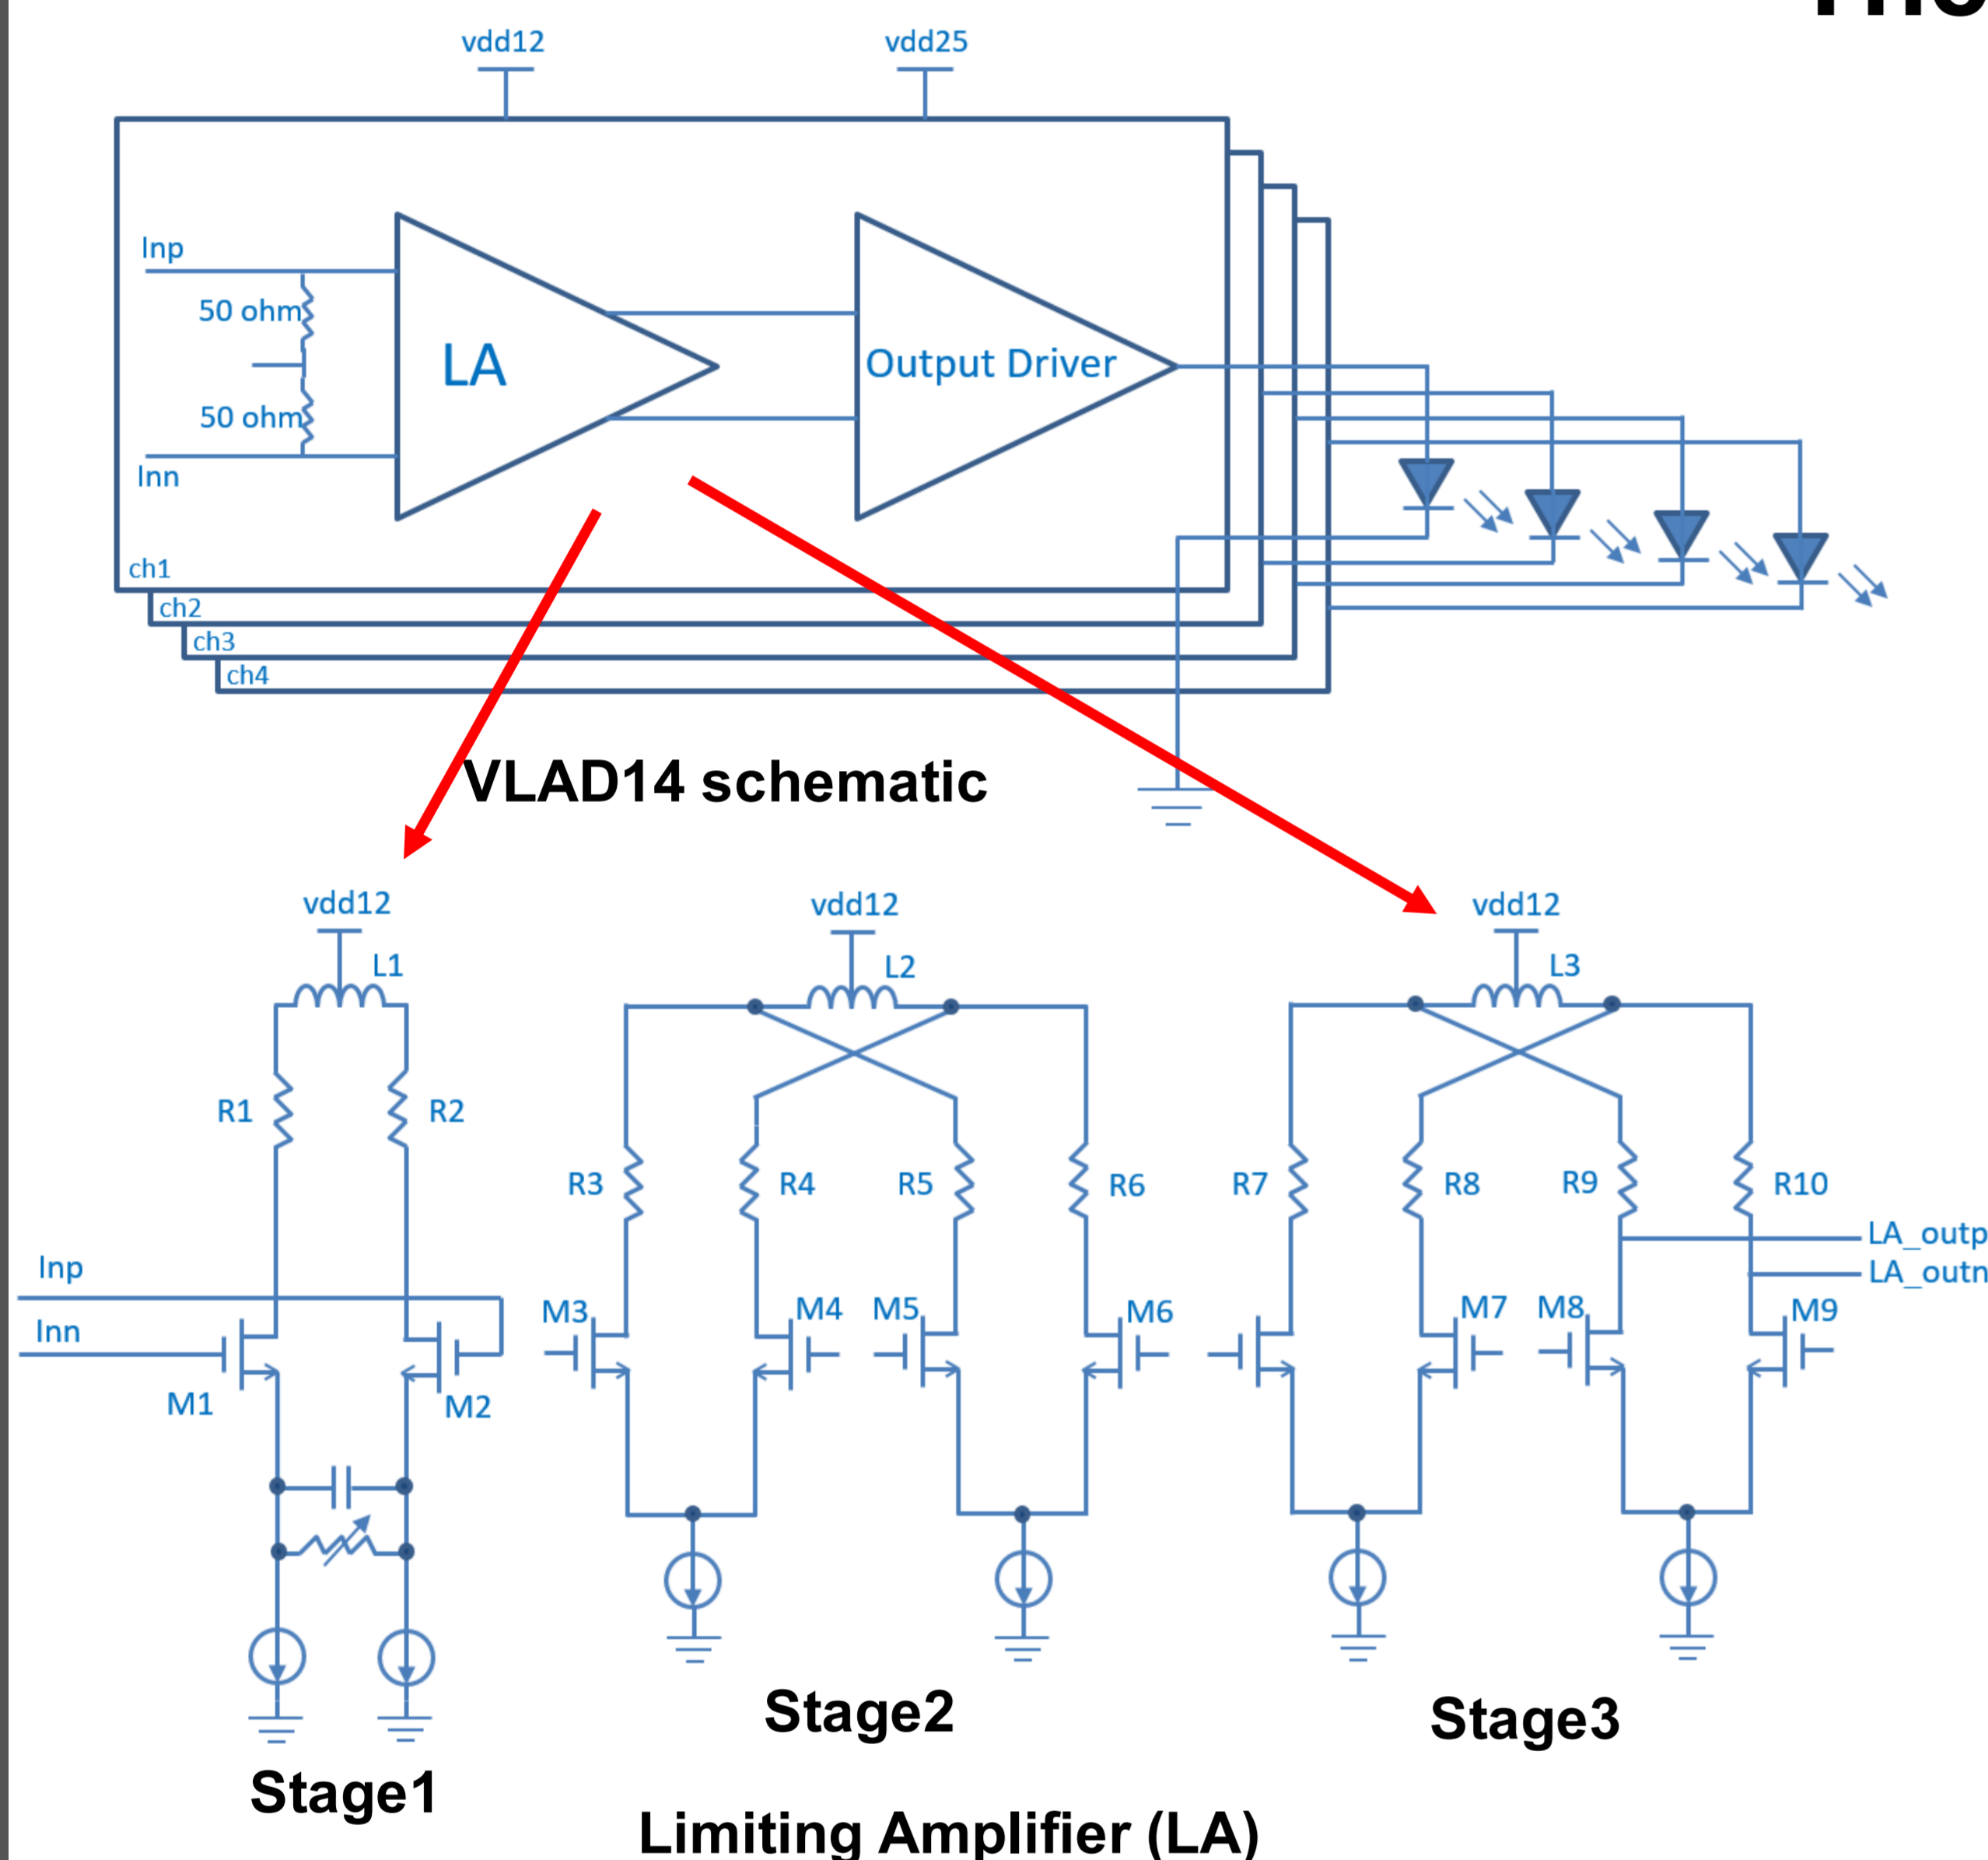 vdd12
vdd25
Inp
50 ohm
LA
Output Driver
50 ohm
Inn
ch1
ch2
ch3
ch4
VLAD14 schematic
vdd12
vdd12
vdd12
L1
L2
L3
R1
R2
R3
R4
R5
R6
R7
R8
R9
R10
LA_outp
LA_outn
Inp
Inn
M1
M2
M3
M4
M5
M6
M7
M8
M9
Stage1
Stage2
Stage3
Limiting Amplifier (LA)